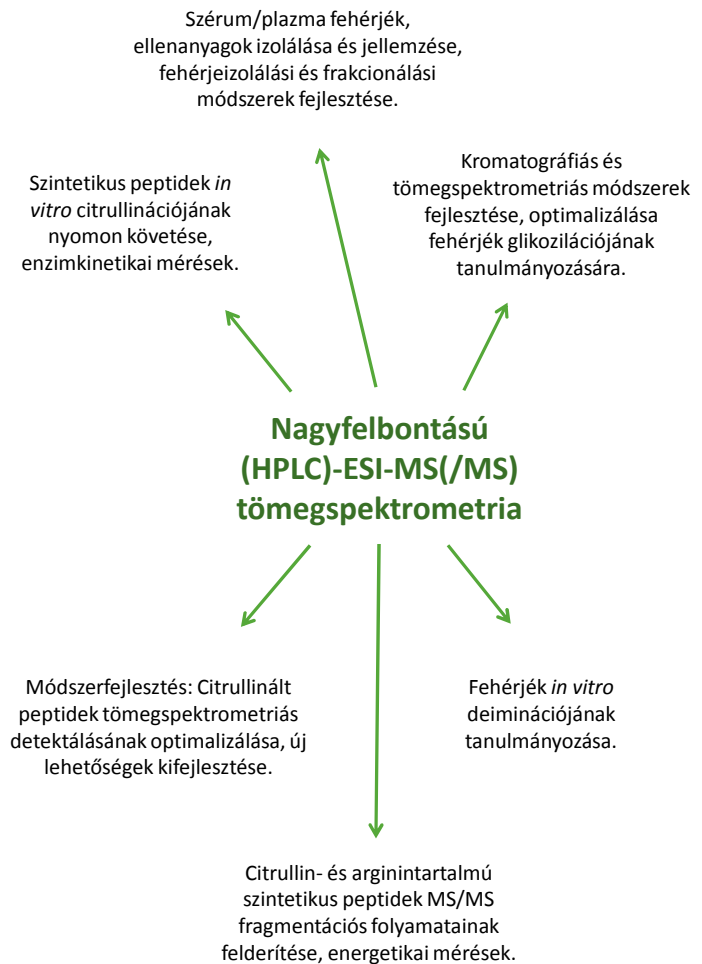 Szérum/plazma fehérjék,
ellenanyagok izolálása és jellemzése,
fehérjeizolálási és frakcionálási
módszerek fejlesztése.
Szintetikus peptidek in
vitro citrullinációjának
nyomon követése,
enzimkinetikai mérések.
Kromatográfiás és
tömegspektrometriás módszerek
fejlesztése, optimalizálása
fehérjék glikozilációjának
tanulmányozására.
Nagyfelbontású
(HPLC)-ESI-MS(/MS)
tömegspektrometria
Módszerfejlesztés: Citrullinált
peptidek tömegspektrometriás
detektálásának optimalizálása, új
lehetőségek kifejlesztése.
Fehérjék in vitro
deiminációjának
tanulmányozása.
Citrullin- és arginintartalmú
szintetikus peptidek MS/MS
fragmentációs folyamatainak
felderítése, energetikai mérések.